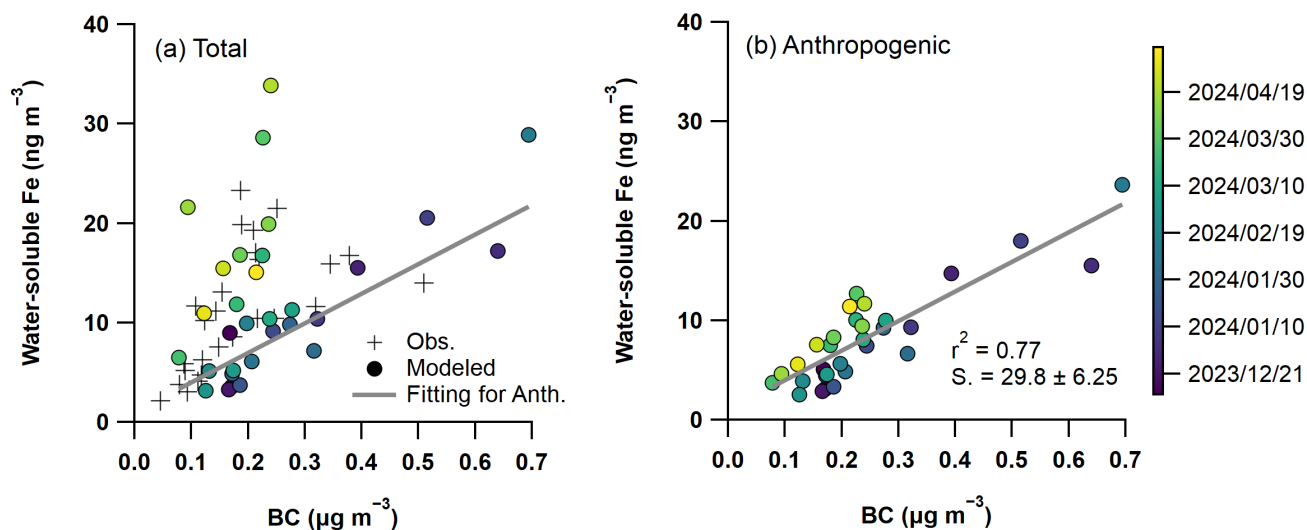 (a) Total
Water-soluble Fe (ng m⁻³)
40
30
20
10
0
+ Obs.
Modeled
Fitting for Anth.
0.0 0.1 0.2 0.3 0.4 0.5 0.6 0.7
BC (μg m⁻³)
(b) Anthropogenic
Water-soluble Fe (ng m⁻³)
40
30
20
10
0
r² = 0.77
S. = 29.8 ± 6.25
0.0 0.1 0.2 0.3 0.4 0.5 0.6 0.7
BC (μg m⁻³)
2024/04/19
2024/03/30
2024/03/10
2024/02/19
2024/01/30
2024/01/10
2023/12/21